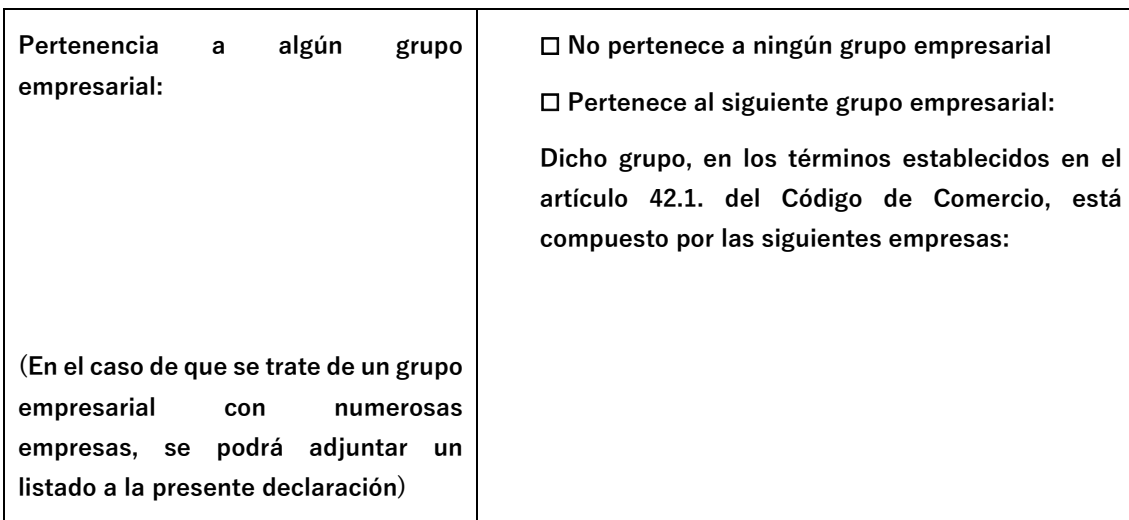 Pertenencia a algún grupo
empresarial:
(En el caso de que se trate de un grupo
empresarial con numerosas
empresas, se podrá adjuntar un
listado a la presente declaración)
☐ No pertenece a ningún grupo empresarial
☐ Pertenece al siguiente grupo empresarial:
Dicho grupo, en los términos establecidos en el
artículo 42.1. del Código de Comercio, está
compuesto por las siguientes empresas: